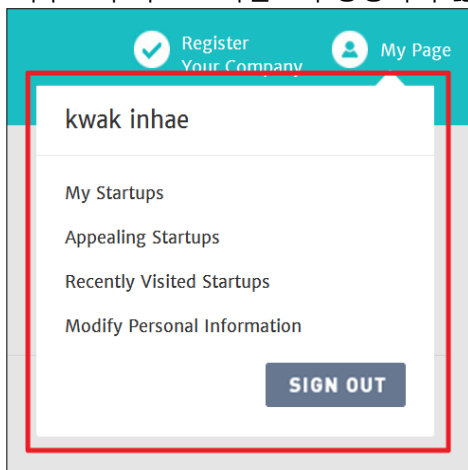 Register
Your Company
My Page
kwak inhae
My Startups
Appealing Startups
Recently Visited Startups
Modify Personal Information
SIGN OUT